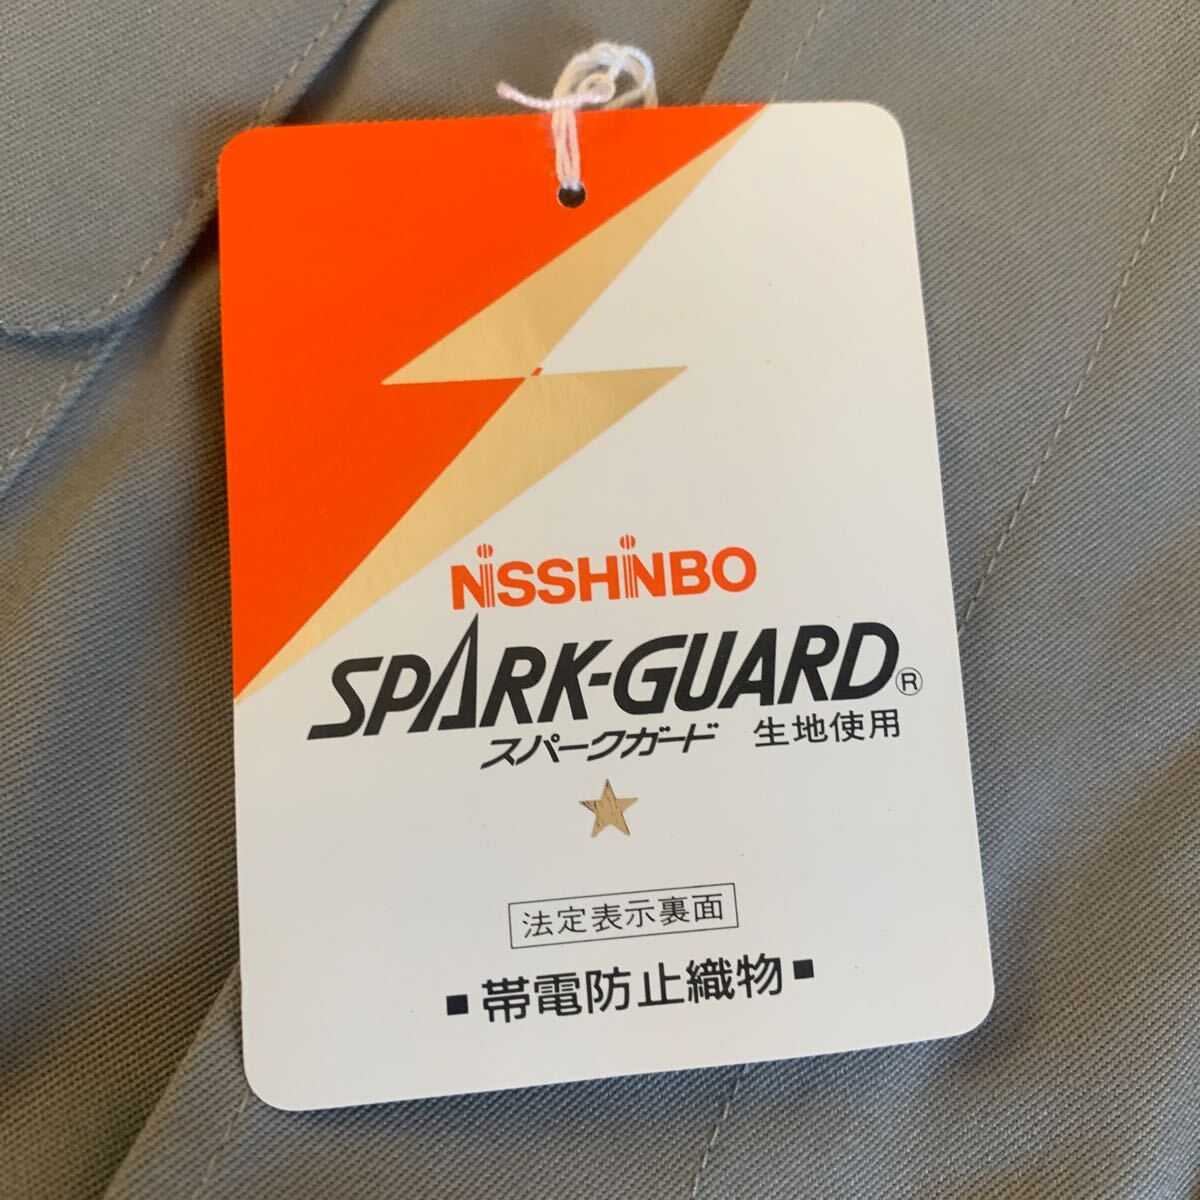 NISSHINBO
SPARK-GUARD®
スパークガード 生地使用
★
法定表示裏面
■帯電防止織物■